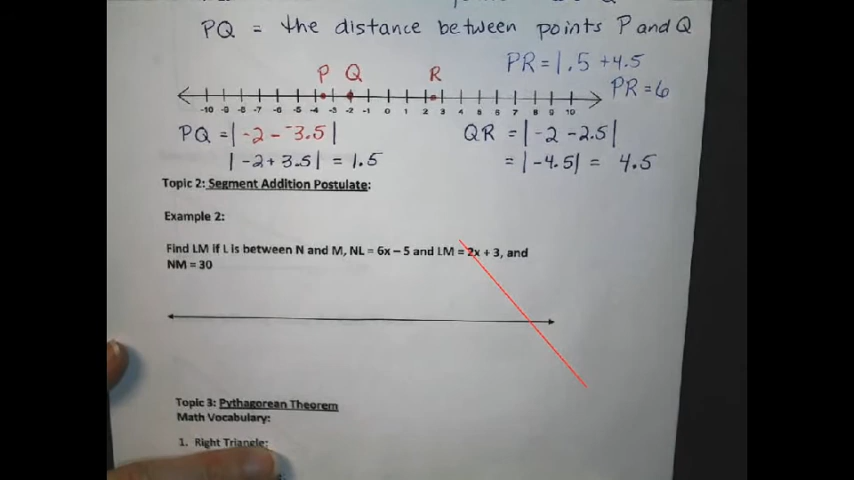 PQ = the distance between points P and Q
PR = |1.5 + 4.5
PR = 6
P Q R
-10 -9 -8 -7 -6 -5 -4 -3 -2 -1 0 1 2 3 4 5 6 7 8 9 10
PQ = |-2 - ⁻3.5|
|-2 + 3.5| = 1.5
QR = |-2 - 2.5|
= |-4.5| = 4.5
Topic 2: Segment Addition Postulate:
Example 2:
Find LM if L is between N and M, NL = 6x – 5 and LM = 2x + 3, and
NM = 30
Topic 3: Pythagorean Theorem
Math Vocabulary:
1. Right Triangle: